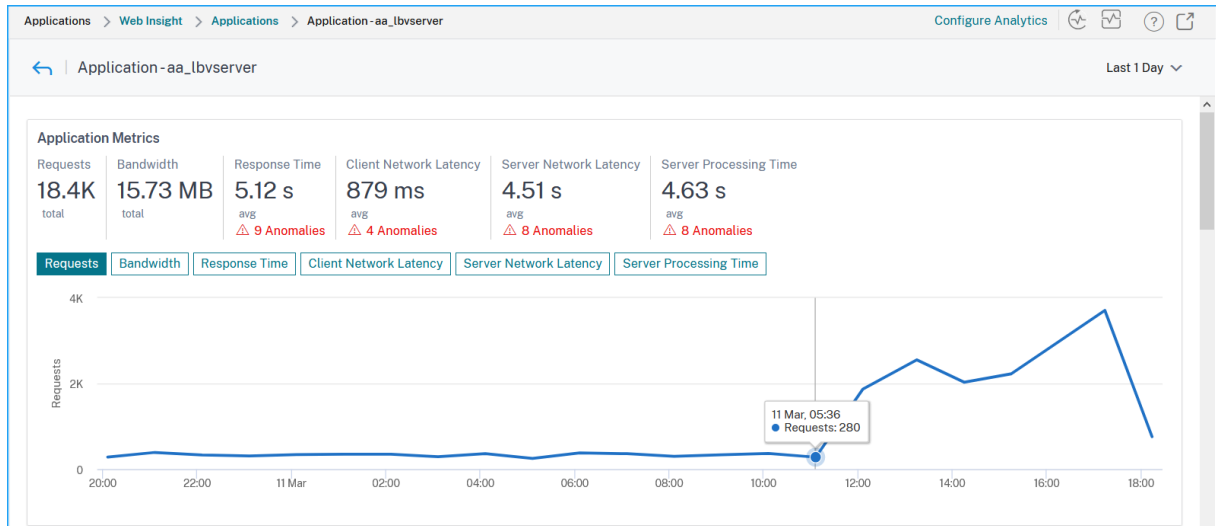 Applications > Web Insight > Applications > Application - aa_lbvserver Configure Analytics ?
Application - aa_lbvserver Last 1 Day
Application Metrics
Requests Bandwidth Response Time Client Network Latency Server Network Latency Server Processing Time
18.4K 15.73 MB 5.12 s 879 ms 4.51 s 4.63 s
total total avg avg avg avg
9 Anomalies 4 Anomalies 8 Anomalies 8 Anomalies
Requests Bandwidth Response Time Client Network Latency Server Network Latency Server Processing Time
4K
2K
0
Requests
11 Mar, 05:36
Requests: 280
20:00 22:00 11 Mar 02:00 04:00 06:00 08:00 10:00 12:00 14:00 16:00 18:00